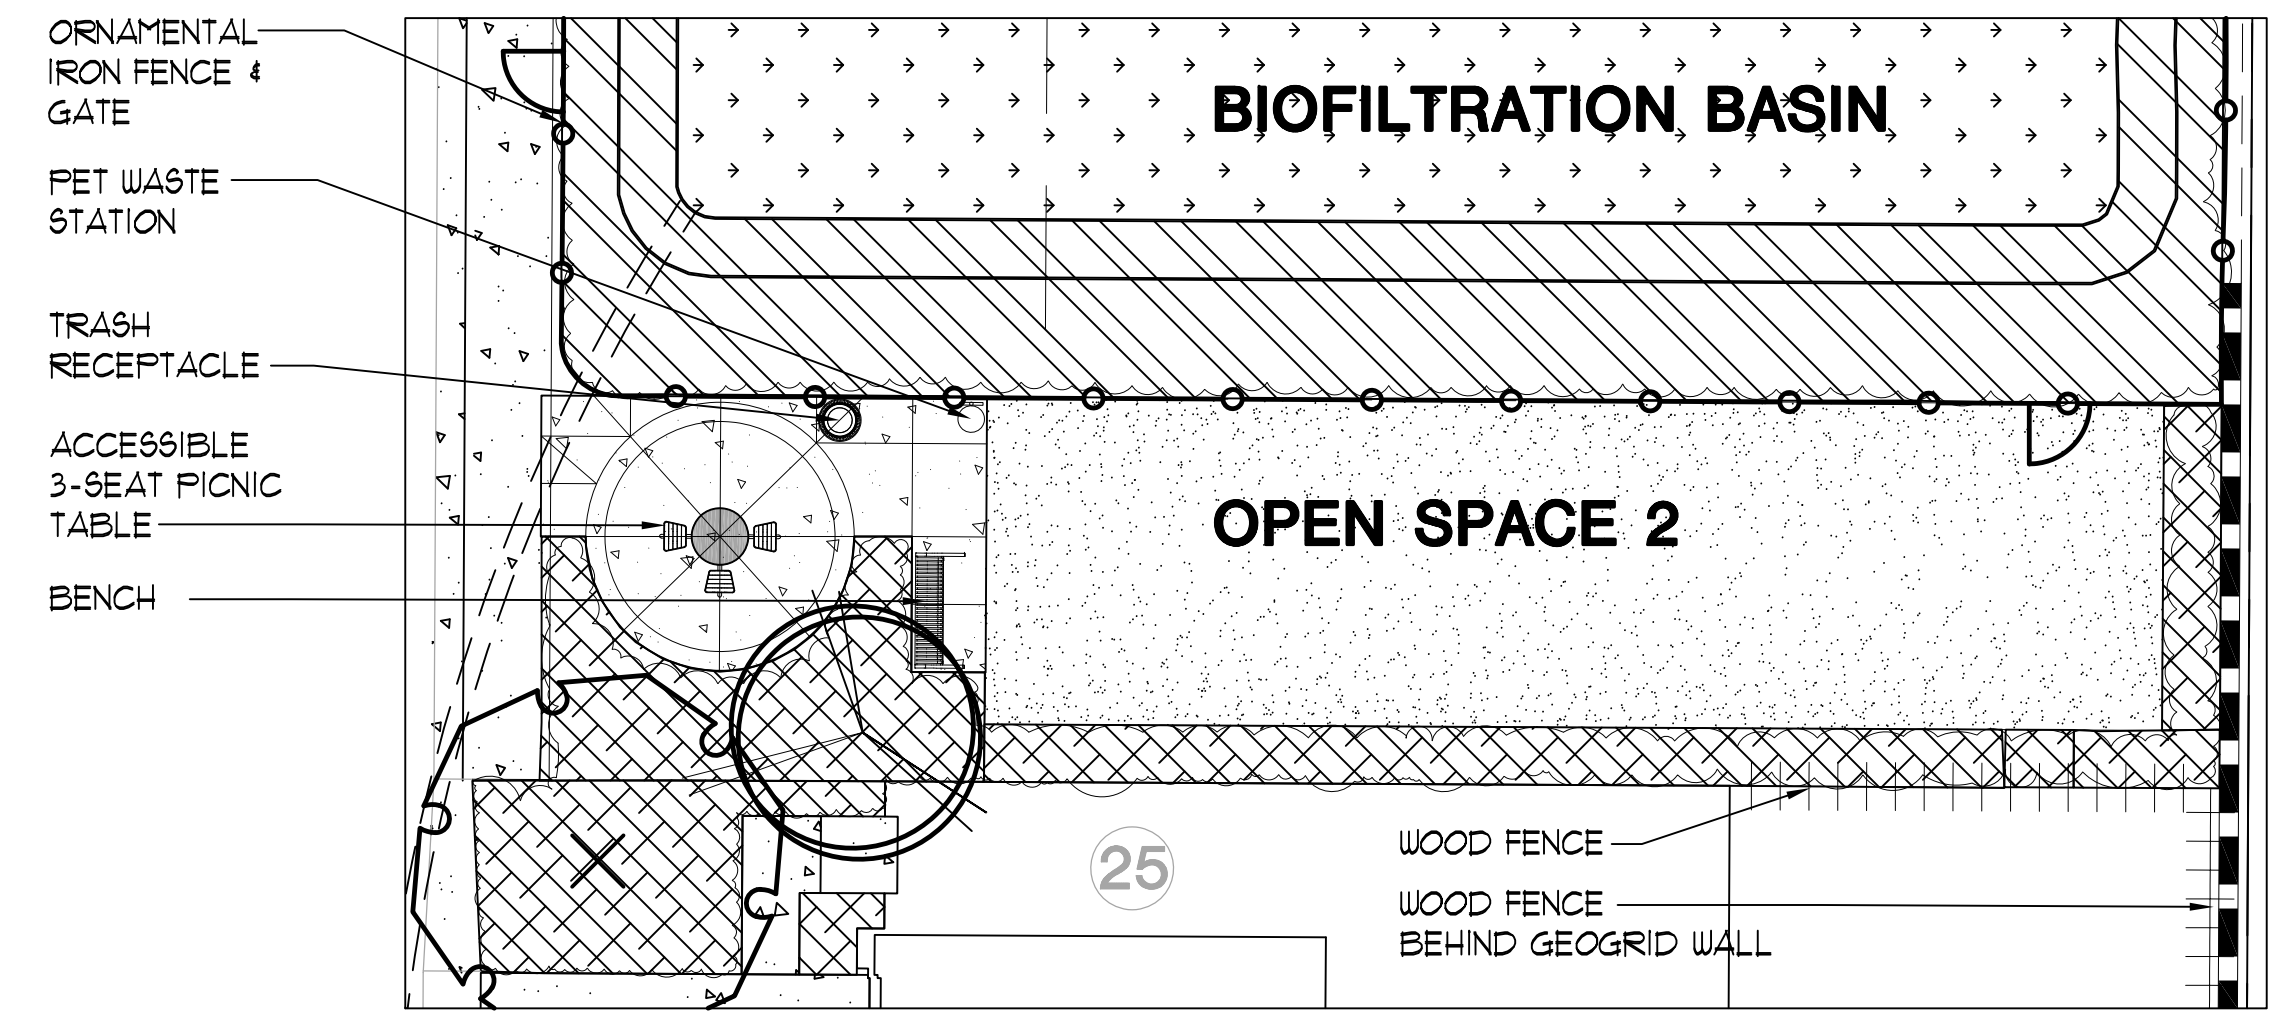 ORNAMENTAL
IRON FENCE &
GATE
PET WASTE
STATION
TRASH
RECEPTACLE
ACCESSIBLE
3-SEAT PICNIC
TABLE
BENCH
BIOFILTRATION BASIN
OPEN SPACE 2
25
WOOD FENCE
WOOD FENCE
BEHIND GEOGRID WALL